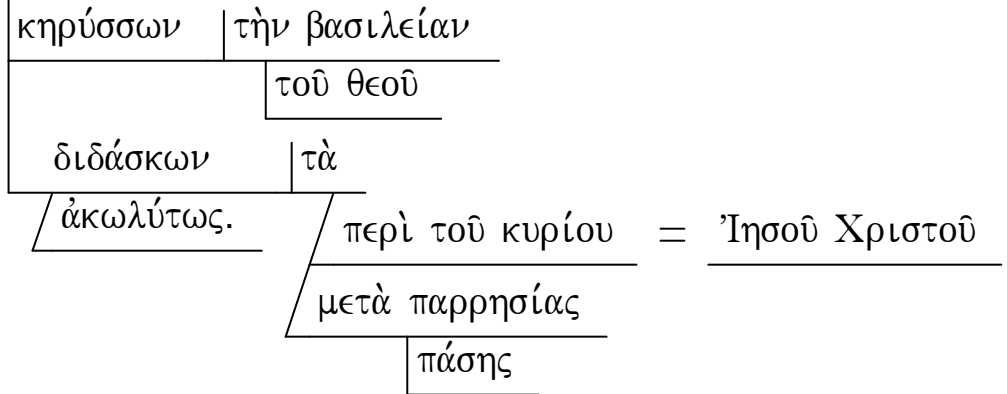 κηρύσσων τὴν βασιλείαν
τοῦ θεοῦ
διδάσκων τὰ
ἀκωλύτως.
περὶ τοῦ κυρίου = Ἰησοῦ Χριστοῦ
μετὰ παρρησίας
πάσης